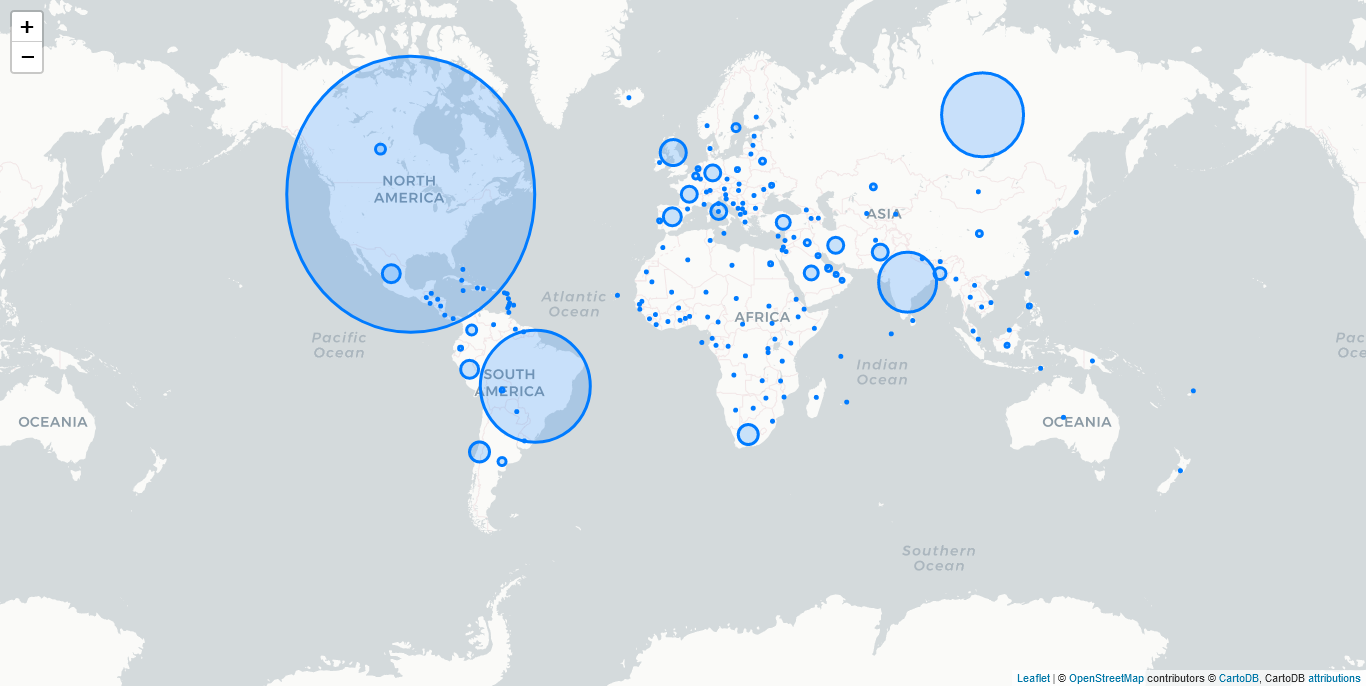 +
−
NORTH
AMERICA
Atlantic
Ocean
Pacific
Ocean
SOUTH
AMERICA
AFRICA
ASIA
Indian
Ocean
Pac
Oce
OCEANIA
OCEANIA
Southern
Ocean
Leaflet | © OpenStreetMap contributors © CartoDB, CartoDB attributions